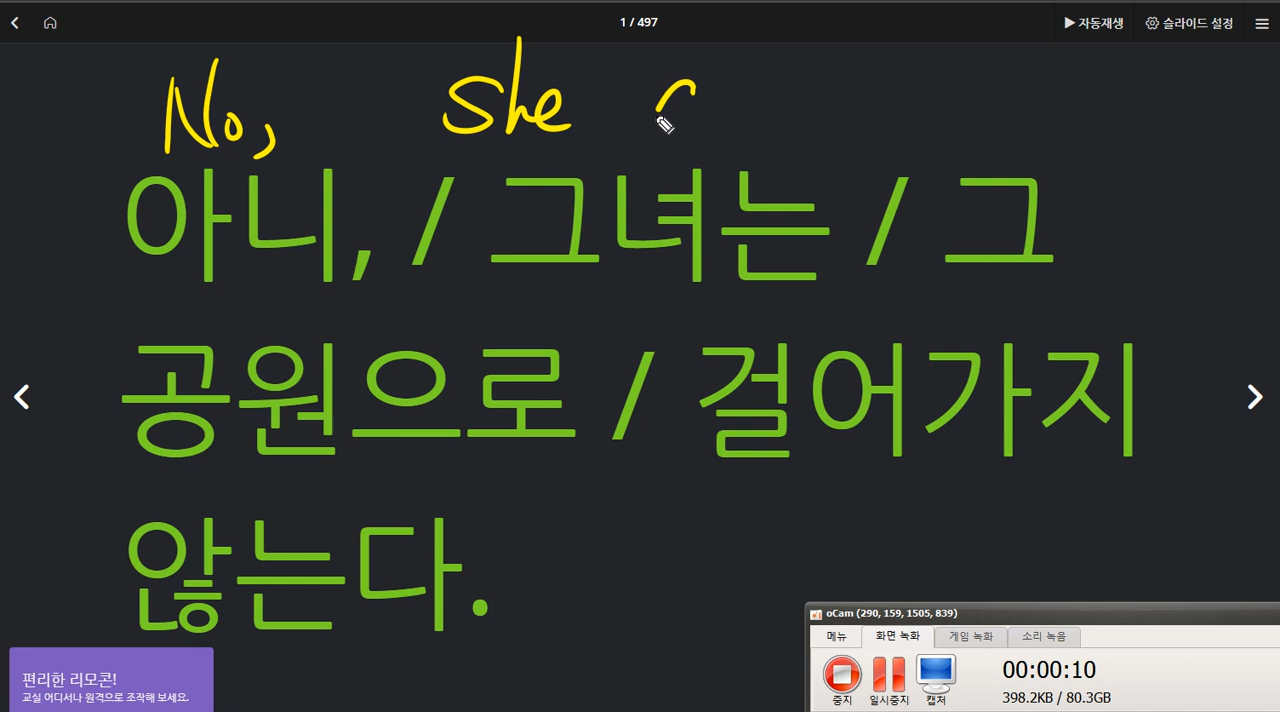 1 / 497
자동재생
슬라이드 설정
No, She
아니, / 그녀는 / 그
공원으로 / 걸어가지
않는다.
편리한 리모콘!
교실 어디서나 원격으로 조작해 보세요.
oCam (290, 159, 1505, 839)
메뉴 화면 녹화 게임 녹화 소리 녹음
00:00:10
398.2KB / 80.3GB
중지 일시중지 캡처